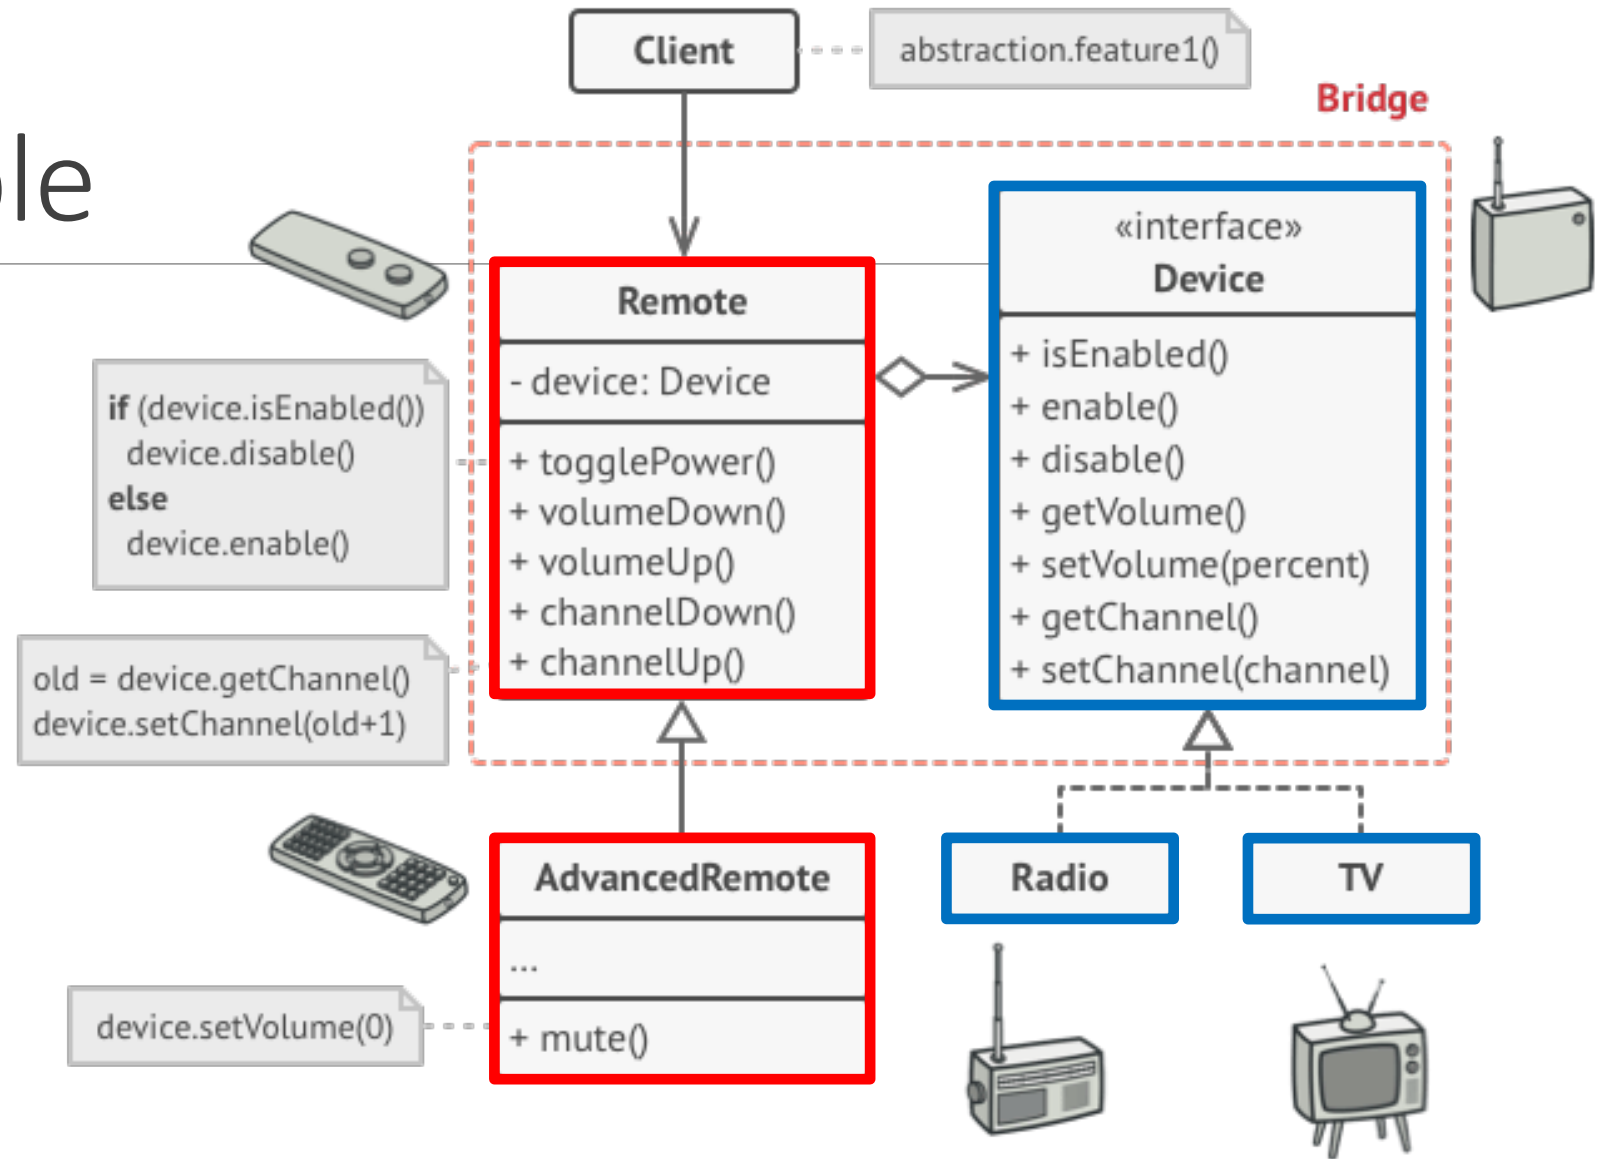 Client
abstraction.feature1()
Bridge
ple
«interface»
Device
+ isEnabled()
+ enable()
+ disable()
+ getVolume()
+ setVolume(percent)
+ getChannel()
+ setChannel(channel)
Remote
- device: Device
+ togglePower()
+ volumeDown()
+ volumeUp()
+ channelDown()
+ channelUp()
if (device.isEnabled())
device.disable()
else
device.enable()
old = device.getChannel()
device.setChannel(old+1)
AdvancedRemote
...
+ mute()
device.setVolume(0)
Radio
TV